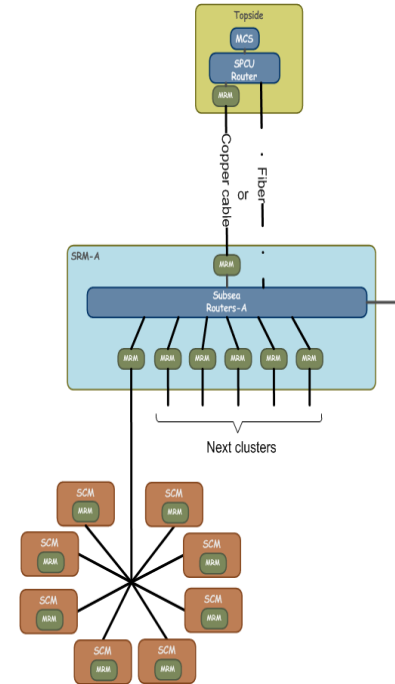 Topside
MCS
SPCU
Router
MRM
Copper cable
or
Fiber
SRM-A
MRM
Subsea
Routers-A
MRM
MRM
MRM
MRM
MRM
MRM
Next clusters
SCM
MRM
SCM
MRM
SCM
MRM
SCM
MRM
SCM
MRM
SCM
MRM
SCM
MRM
SCM
MRM